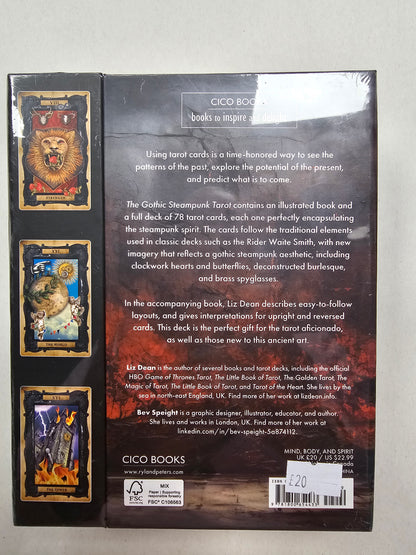 VIII
STRENGTH
XXI
THE WORLD
XVI
THE TOWER
CICO BOOKS
books to inspire and delight
Using tarot cards is a time-honored way to see the
patterns of the past, explore the potential of the present,
and predict what is to come.
The Gothic Steampunk Tarot contains an illustrated book and
a full deck of 78 tarot cards, each one perfectly encapsulating
the steampunk spirit. The cards follow the traditional elements
used in classic decks such as the Rider Waite Smith, with new
imagery that reflects a gothic steampunk aesthetic, including
clockwork hearts and butterflies, deconstructed burlesque,
and brass spyglasses.
In the accompanying book, Liz Dean describes easy-to-follow
layouts, and gives interpretations for upright and reversed
cards. This deck is the perfect gift for the tarot aficionado,
as well as those new to this ancient art.
Liz Dean is the author of several books and tarot decks, including the official
HBO Game of Thrones Tarot, The Little Book of Tarot, The Golden Tarot, The
Magic of Tarot, The Little Book of Tarot, and Tarot of the Heart. She lives by the
sea in north-east England, UK. Find more of her work at lizdean.info.
Bev Speight is a graphic designer, illustrator, educator, and author.
She lives and works in London, UK. Find more of her work at
linkedin.com/in/bev-speight-5a874112.
CICO BOOKS
www.rylandpeters.com
MIND, BODY, AND SPIRIT
UK £20 / US $22.99
Canada
CHINA
ISBN
£20
FSC
www.fsc.org
MIX
Paper | Supporting
responsible forestry
FSC® C106563